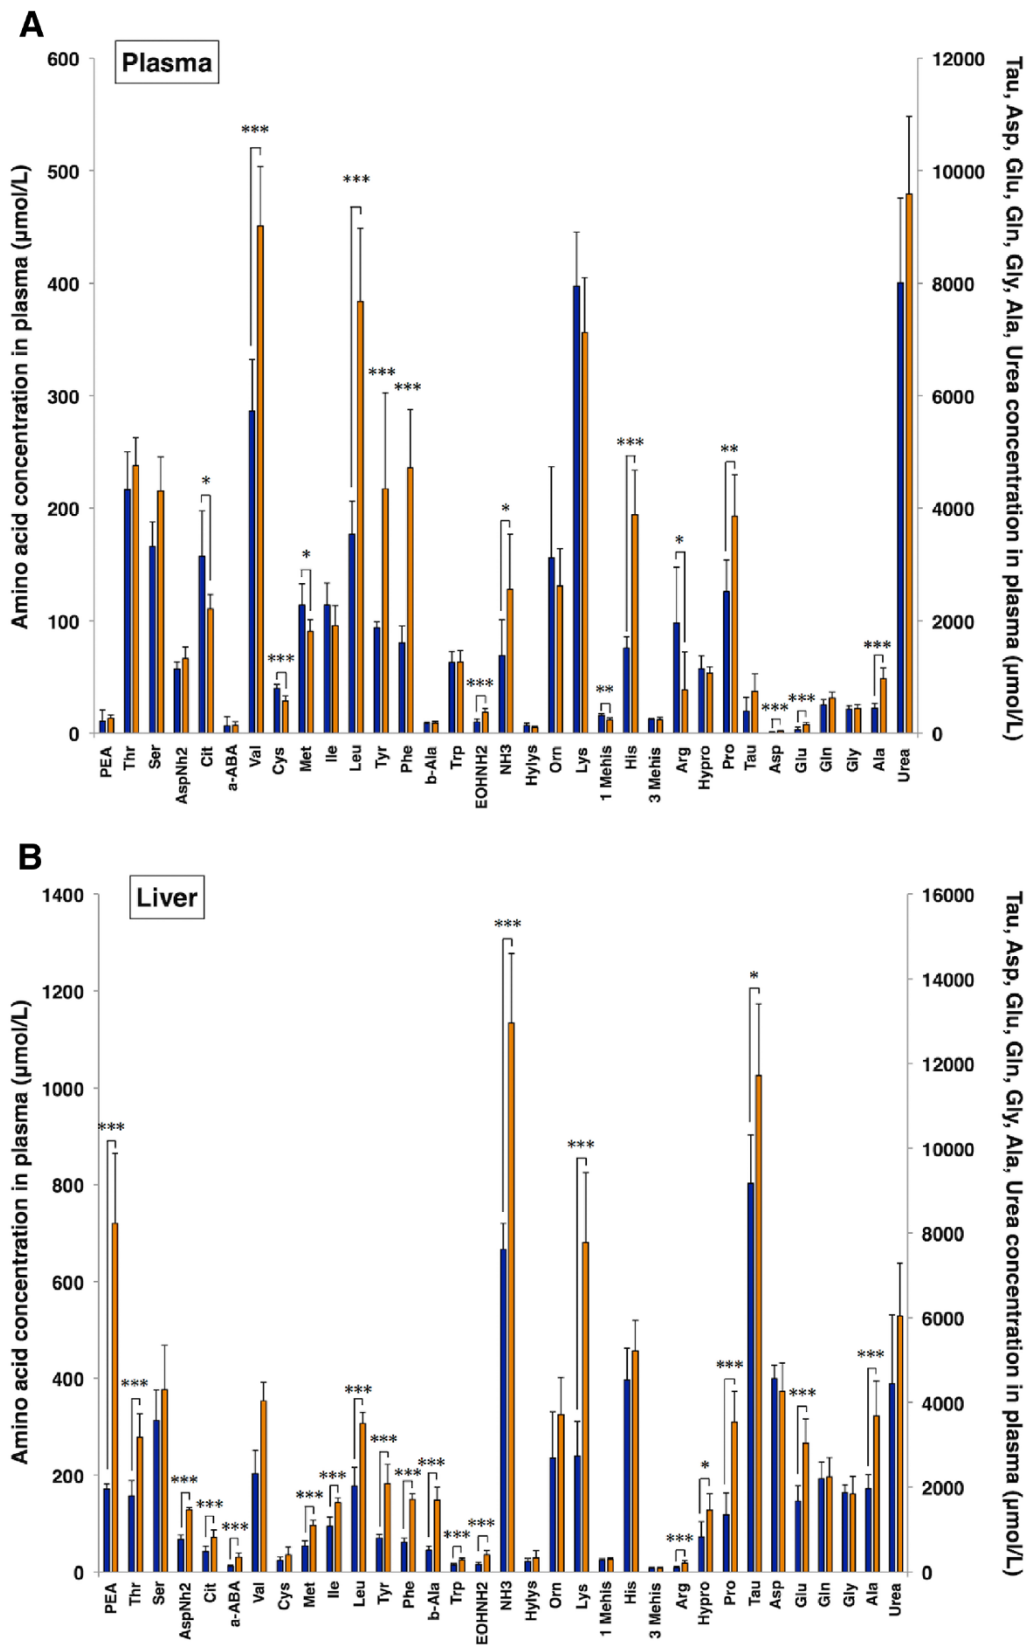 A
Plasma
600
500
400
300
200
100
0
12000
10000
8000
6000
4000
2000
0
Amino acid concentration in plasma (µmol/L)
Tau, Asp, Glu, Gln, Gly, Ala, Urea concentration in plasma (µmol/L)
*** *** *** *** * *** * *** * ** *** * ** *** *** ***
PEA Thr Ser AspNh2 Cit a-ABA Val Cys Met Ile Leu Tyr Phe b-Ala Trp EOHNH2 NH3 Hylys Orn Lys 1 Mehis His 3 Mehis Arg Hypro Pro Tau Asp Glu Gln Gly Ala Urea
B
Liver
1400
1200
1000
800
600
400
200
0
16000
14000
12000
10000
8000
6000
4000
2000
0
Amino acid concentration in plasma (µmol/L)
Tau, Asp, Glu, Gln, Gly, Ala, Urea concentration in plasma (µmol/L)
*** *** *** *** *** *** *** *** *** *** *** *** *** *** *** *** * *** * *** ***
PEA Thr Ser AspNh2 Cit a-ABA Val Cys Met Ile Leu Tyr Phe b-Ala Trp EOHNH2 NH3 Hylys Orn Lys 1 Mehis His 3 Mehis Arg Hypro Pro Tau Asp Glu Gln Gly Ala Urea